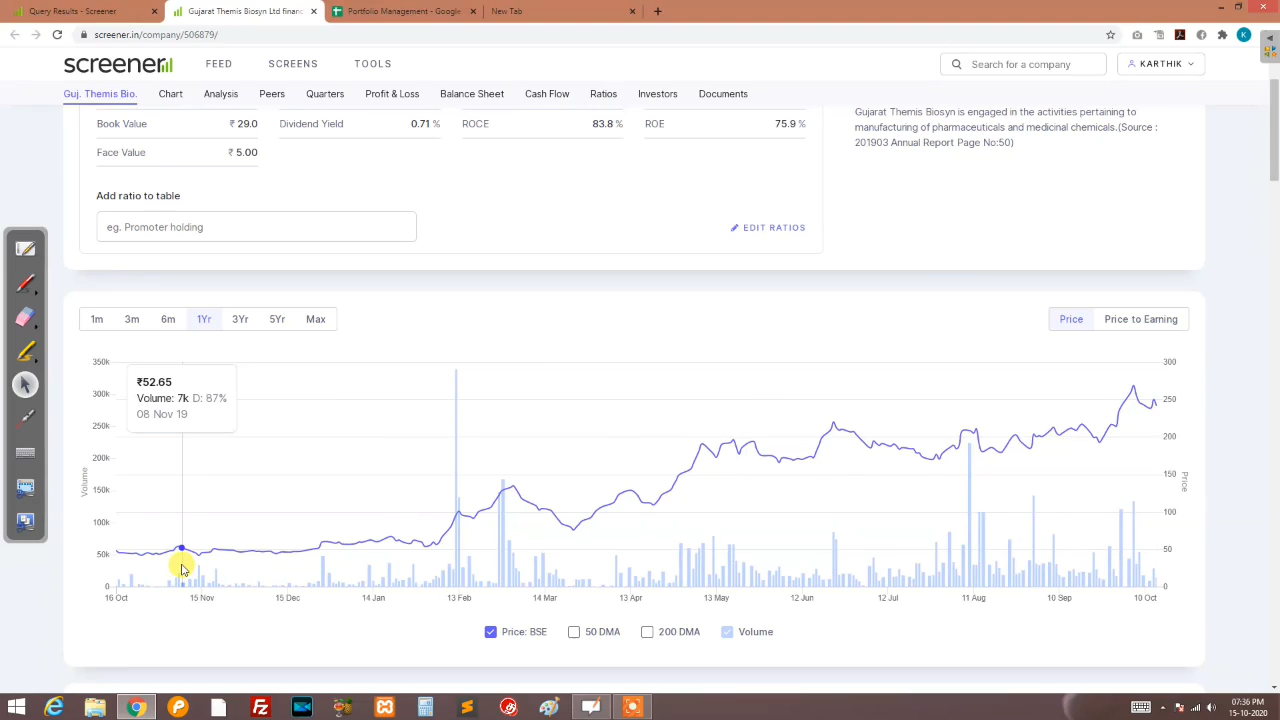 Query Results - Screener
Gujarat Themis Biosyn Ltd financ
Portfolio Management - Google
New Tab
screener.in/company/506879/
K
screener
FEED
SCREENS
TOOLS
Search for a company
KARTHIK
Guj. Themis Bio.
Chart
Analysis
Peers
Quarters
Profit & Loss
Balance Sheet
Cash Flow
Ratios
Investors
Documents
Book Value ₹ 29.0
Dividend Yield 0.71 %
ROCE 83.8 %
ROE 75.9 %
Face Value ₹ 5.00
Gujarat Themis Biosyn is engaged in the activities pertaining to
manufacturing of pharmaceuticals and medicinal chemicals.(Source :
201903 Annual Report Page No:50)
Add ratio to table
eg. Promoter holding
EDIT RATIOS
1m 3m 6m 1Yr 3Yr 5Yr Max
Price Price to Earning
350k
300k
250k
200k
150k
100k
50k
0
Volume
₹52.65
Volume: 7k D: 87%
08 Nov 19
300
250
200
150
100
50
0
Price
16 Oct 15 Nov 15 Dec 14 Jan 13 Feb 14 Mar 13 Apr 13 May 12 Jun 12 Jul 11 Aug 10 Sep 10 Oct
Price: BSE 50 DMA 200 DMA Volume
07:36 PM
15-10-2020